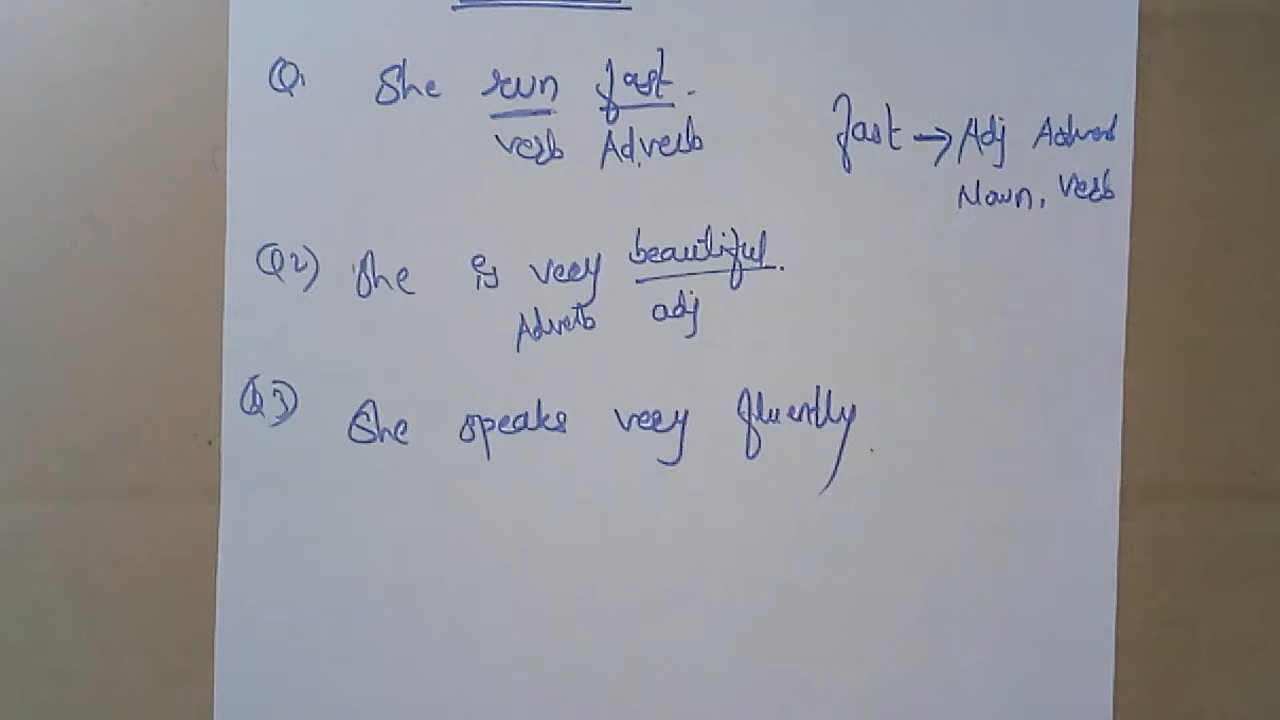 Q. She run fast.
verb Adverb
fast → Adj Adverb
Noun, Verb
Q2) She is very beautiful.
Adverb adj
Q3) She speaks very fluently.